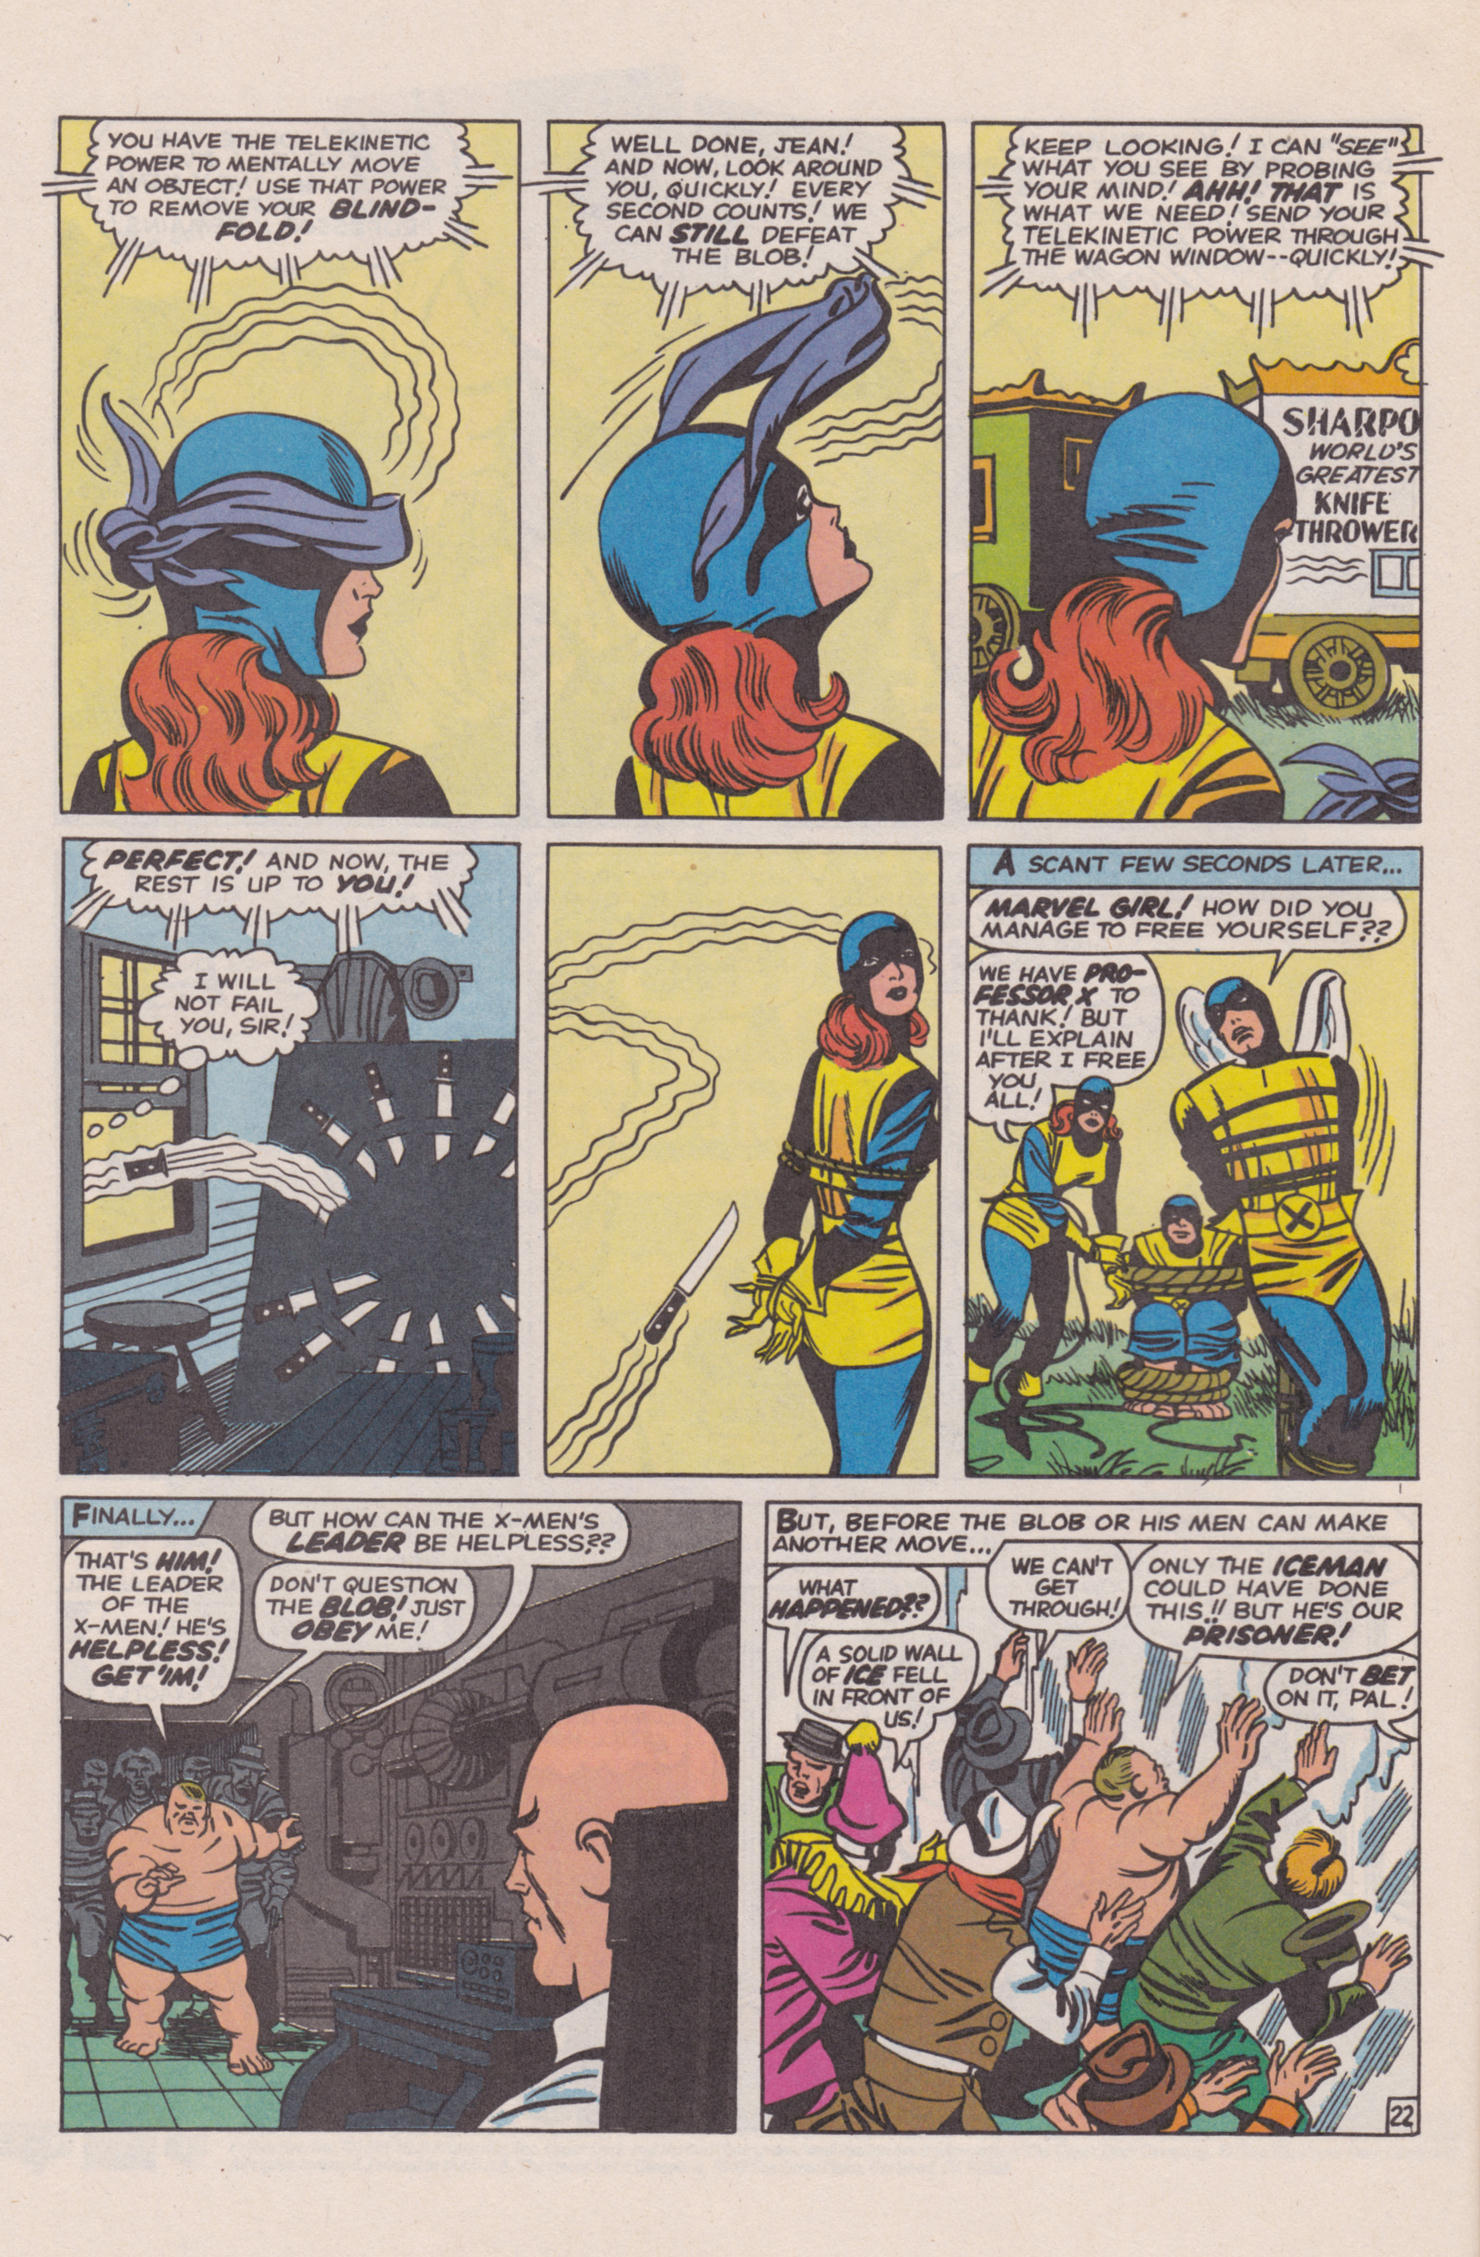 YOU HAVE THE TELEKINETIC
POWER TO MENTALLY MOVE
AN OBJECT! USE THAT POWER
TO REMOVE YOUR BLIND-
FOLD!
WELL DONE, JEAN!
AND NOW, LOOK AROUND
YOU, QUICKLY! EVERY
SECOND COUNTS! WE
CAN STILL DEFEAT
THE BLOB!
KEEP LOOKING! I CAN "SEE"
WHAT YOU SEE BY PROBING
YOUR MIND! AHH! THAT IS
WHAT WE NEED! SEND YOUR
TELEKINETIC POWER THROUGH
THE WAGON WINDOW--QUICKLY!
SHARPO
WORLD'S
GREATEST
KNIFE
THROWER
PERFECT! AND NOW, THE
REST IS UP TO YOU!
I WILL
NOT FAIL
YOU, SIR!
A SCANT FEW SECONDS LATER...
MARVEL GIRL! HOW DID YOU
MANAGE TO FREE YOURSELF??
WE HAVE PRO-
FESSOR X TO
THANK! BUT
I'LL EXPLAIN
AFTER I FREE
YOU
ALL!
X
FINALLY...
THAT'S HIM!
THE LEADER
OF THE
X-MEN! HE'S
HELPLESS!
GET 'IM!
BUT HOW CAN THE X-MEN'S
LEADER BE HELPLESS??
DON'T QUESTION
THE BLOB! JUST
OBEY ME!
BUT, BEFORE THE BLOB OR HIS MEN CAN MAKE
ANOTHER MOVE...
WHAT
HAPPENED??
A SOLID WALL
OF ICE FELL
IN FRONT OF
US!
WE CAN'T
GET
THROUGH!
ONLY THE ICEMAN
COULD HAVE DONE
THIS!! BUT HE'S OUR
PRISONER!
DON'T BET
ON IT, PAL!
22